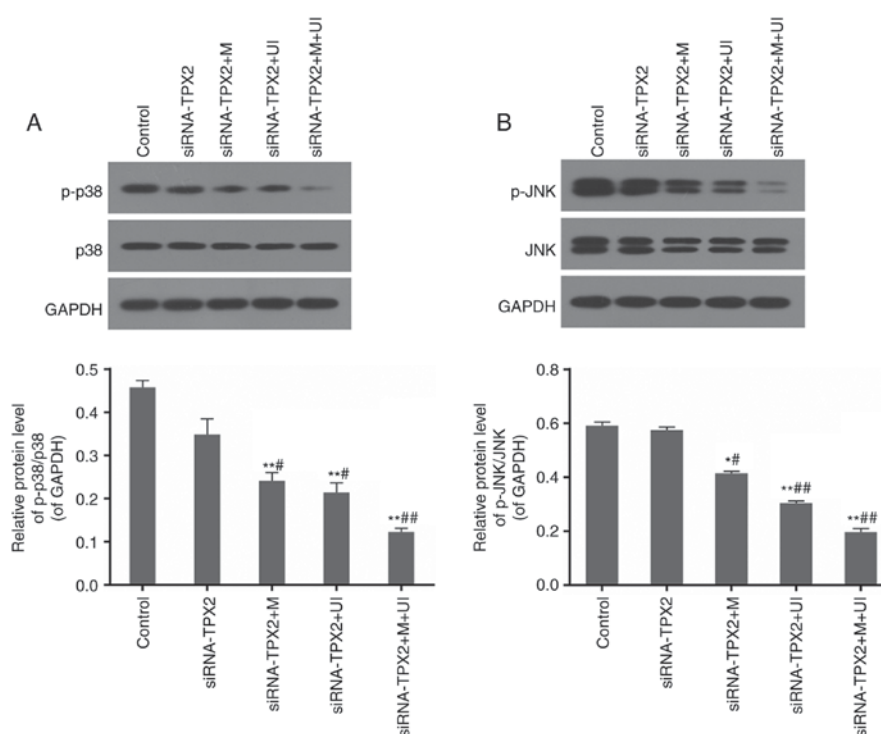 A
Control
siRNA-TPX2
siRNA-TPX2+M
siRNA-TPX2+UI
siRNA-TPX2+M+UI
p-p38
p38
GAPDH
Relative protein level
of p-p38/p38
(of GAPDH)
0.5
0.4
0.3
0.2
0.1
0.0
**#
**#
**##
Control
siRNA-TPX2
siRNA-TPX2+M
siRNA-TPX2+UI
siRNA-TPX2+M+UI
B
Control
siRNA-TPX2
siRNA-TPX2+M
siRNA-TPX2+UI
siRNA-TPX2+M+UI
p-JNK
JNK
GAPDH
Relative protein level
of p-JNK/JNK
(of GAPDH)
0.8
0.6
0.4
0.2
0.0
*#
**##
**##
Control
siRNA-TPX2
siRNA-TPX2+M
siRNA-TPX2+UI
siRNA-TPX2+M+UI